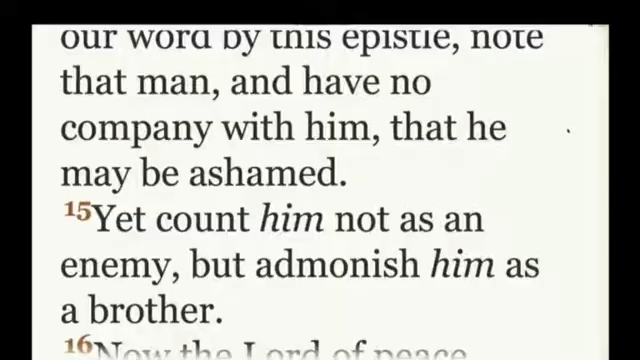 our word by this epistle, note
that man, and have no
company with him, that he
may be ashamed.
15Yet count him not as an
enemy, but admonish him as
a brother.
16Now the Lord of peace